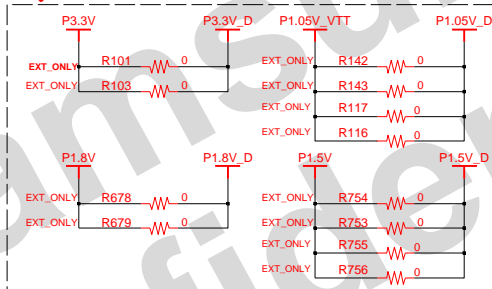 P3.3V P3.3V_D P1.05V_VTT P1.05V_D
EXT_ONLY R101 0 EXT_ONLY R142 0
EXT_ONLY R103 0 EXT_ONLY R143 0
EXT_ONLY R117 0
EXT_ONLY R116 0
P1.8V P1.8V_D P1.5V P1.5V_D
EXT_ONLY R678 0 EXT_ONLY R754 0
EXT_ONLY R679 0 EXT_ONLY R753 0
EXT_ONLY R755 0
EXT_ONLY R756 0